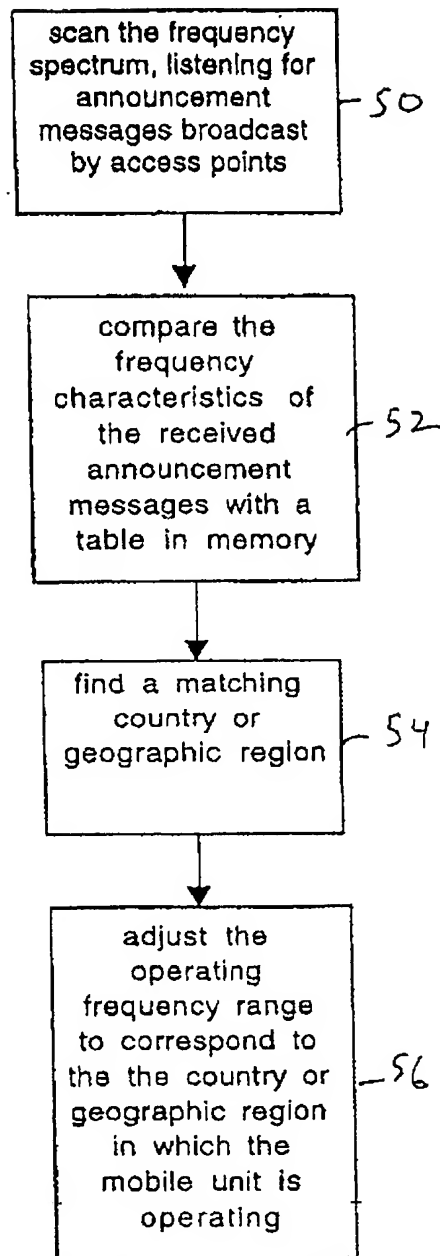 scan the frequency
spectrum, listening for
announcement
messages broadcast
by access points
50
compare the
frequency
characteristics of
the received
announcement
messages with a
table in memory
52
find a matching
country or
geographic region
54
adjust the
operating
frequency range
to correspond to
the the country or
geographic region
in which the
mobile unit is
operating
56